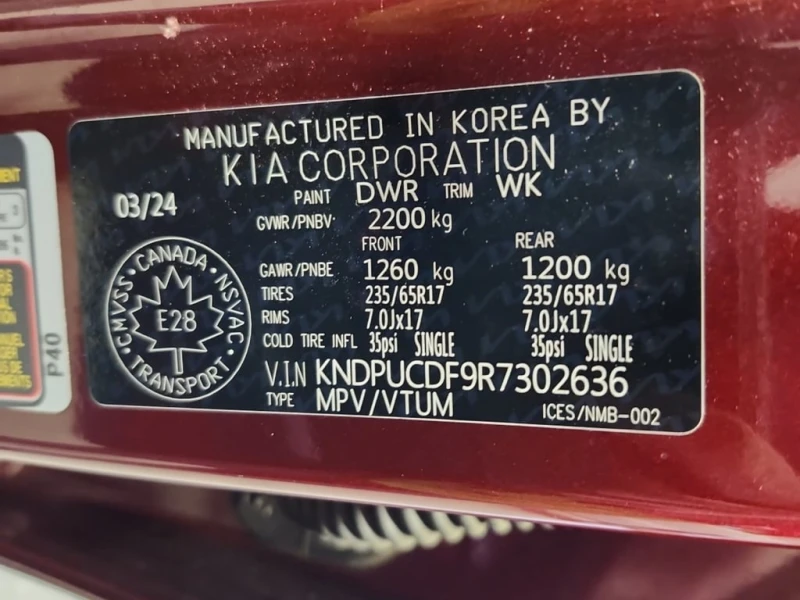 MANUFACTURED IN KOREA BY
KIA CORPORATION
PAINT DWR TRIM WK
03/24
GVWR/PNBV 2200 kg
FRONT REAR
GAWR/PNBE 1260 kg 1200 kg
TIRES 235/65R17 235/65R17
RIMS 7.0Jx17 7.0Jx17
COLD TIRE INFL 35psi SINGLE 35psi SINGLE
V.I.N KNDPUCDF9R7302636
TYPE MPV/VTUM ICES/NMB-002
CMVSS • CANADA • NSVAC • TRANSPORT •
E28
P40